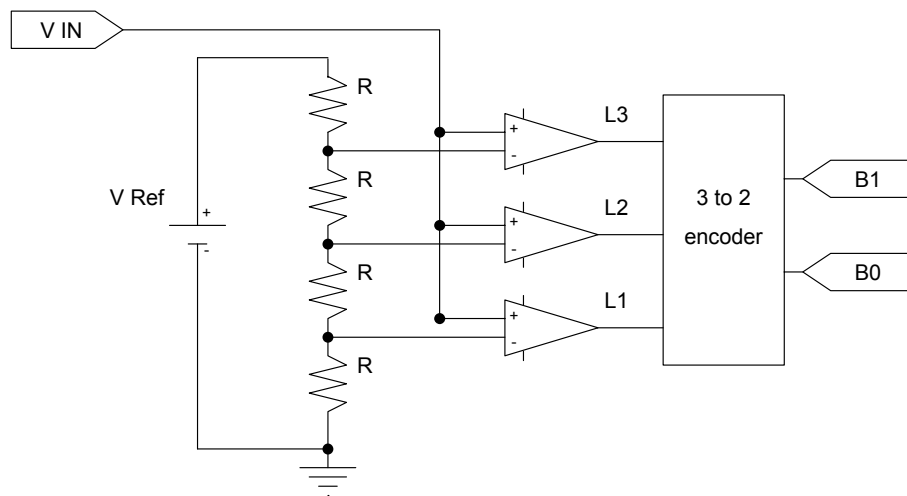 V IN
R
+
-
L3
R
V Ref
+
-
3 to 2
encoder
B1
+
-
L2
R
B0
+
-
L1
R